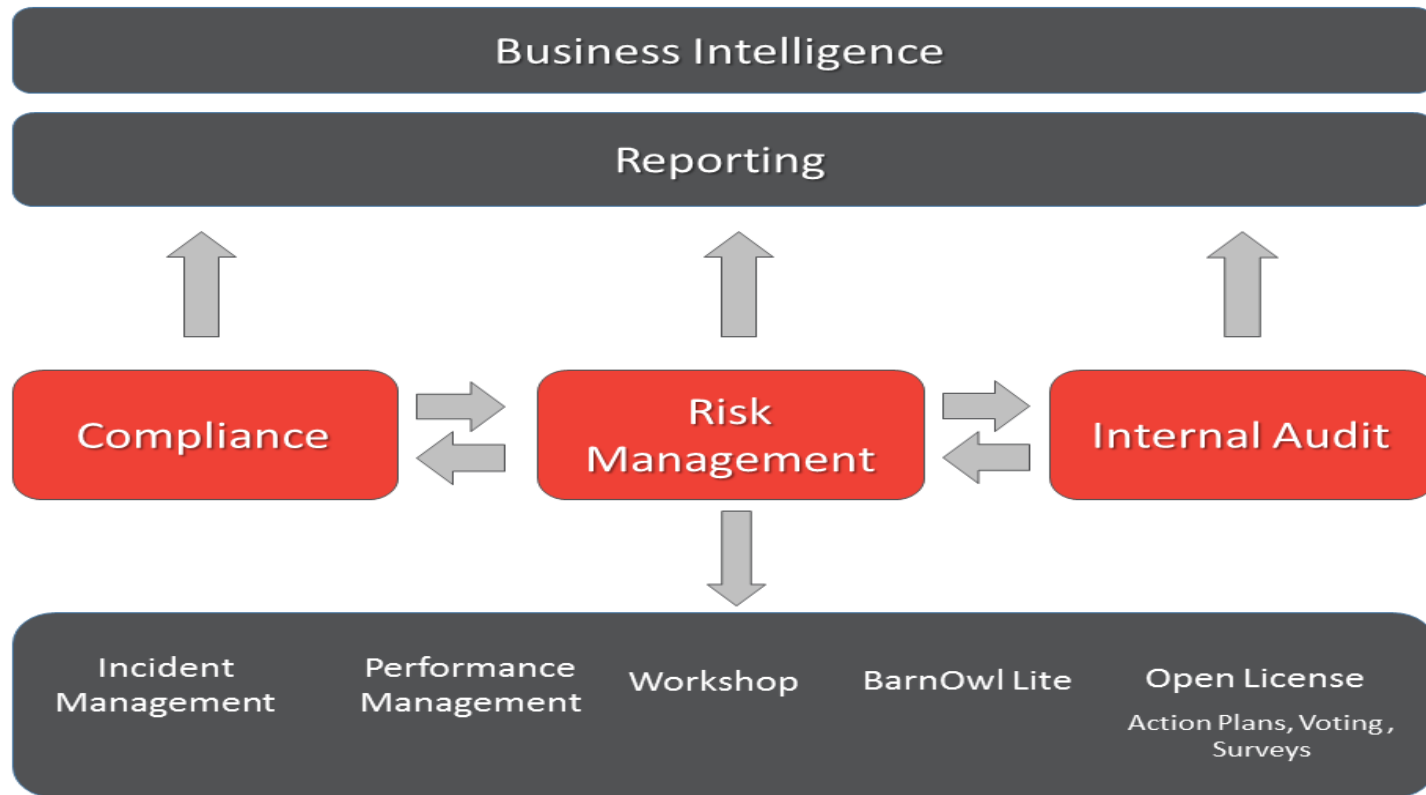 Business Intelligence
Reporting
Compliance
Risk
Management
Internal Audit
Incident
Management
Performance
Management
Workshop
BarnOwl Lite
Open License
Action Plans, Voting ,
Surveys